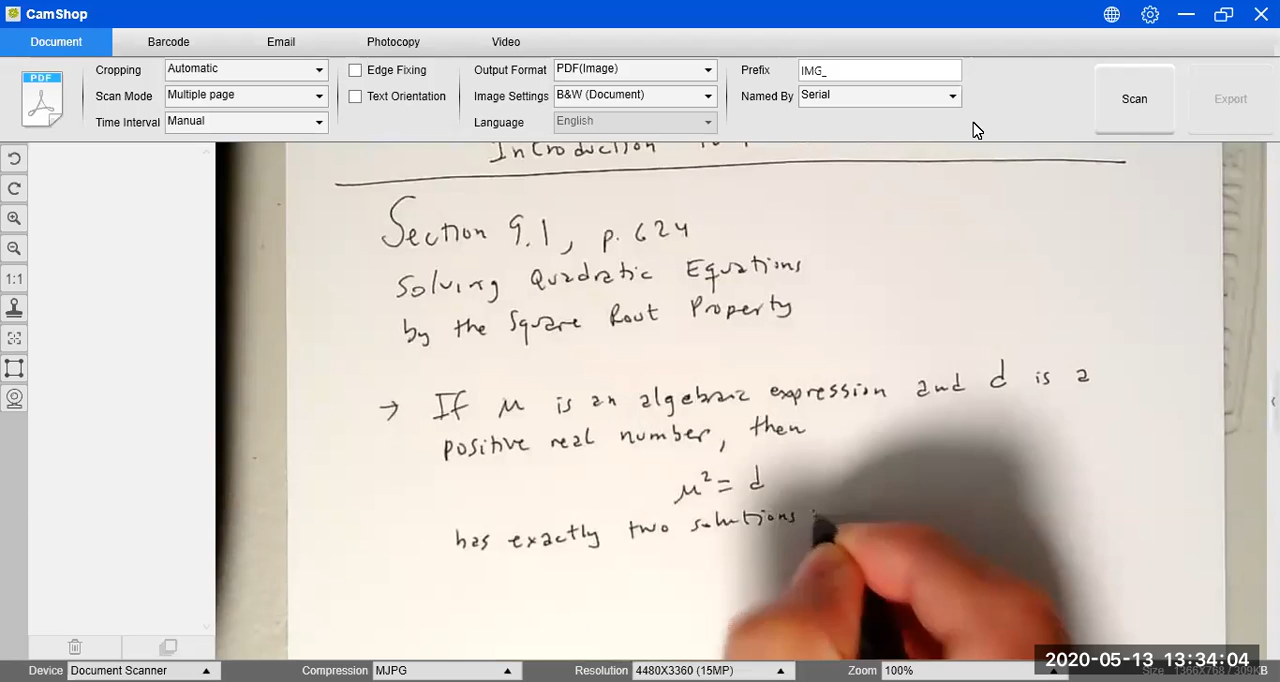 CamShop
Document Barcode Email Photocopy Video
PDF
Cropping Automatic
Edge Fixing
Output Format PDF(Image)
Prefix IMG_
Scan Mode Multiple page
Text Orientation
Image Settings B&W (Document)
Named By Serial
Scan Export
Time Interval Manual
Language English
1:1
Introduction to
Section 9.1, p. 624
Solving Quadratic Equations
by the Square Root Property
→ If u is an algebraic expression and d is a
positive real number, then
u² = d
has exactly two solutions
Device Document Scanner Compression MJPG Resolution 4480X3360 (15MP) Zoom 100% Size
2020-05-13 13:34:04